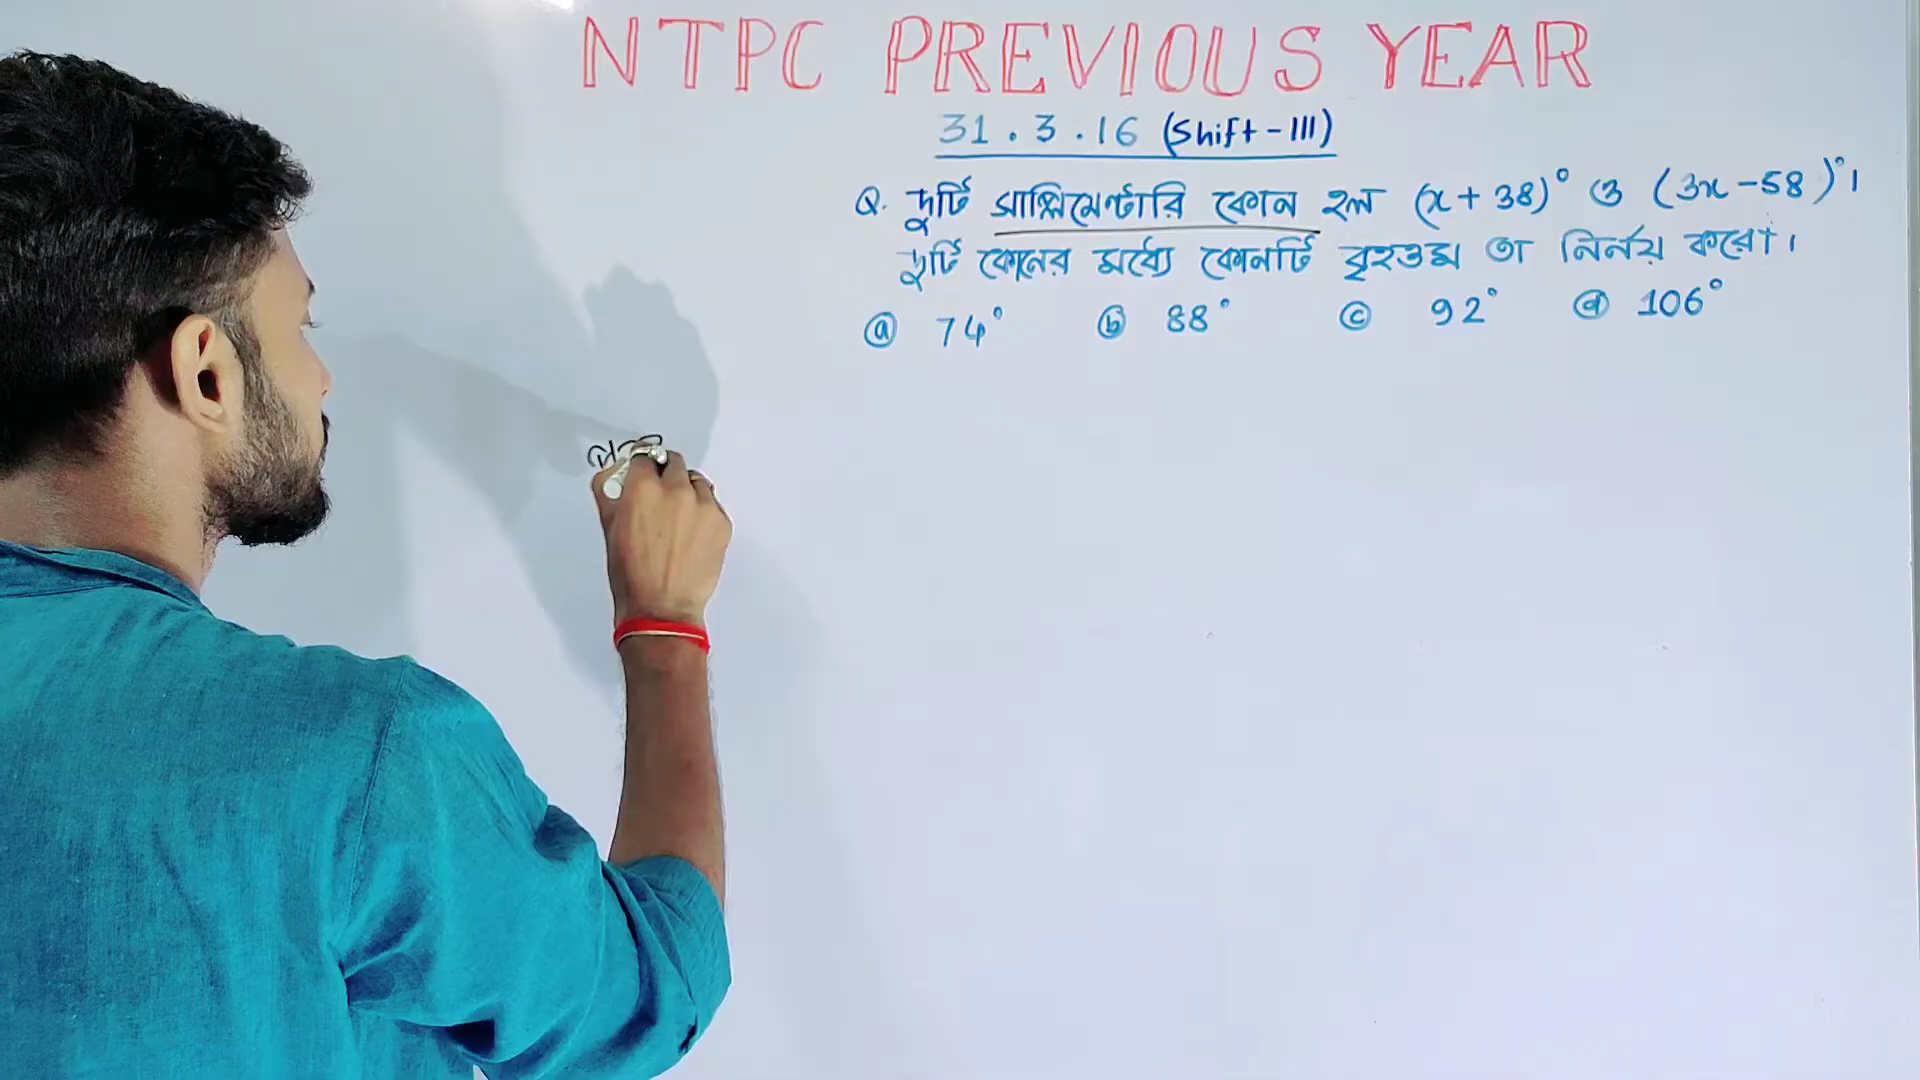 NTPC PREVIOUS YEAR
31.3.16 (Shift-III)
Q. দুটি সাপ্লিমেন্টারি কোন হল (x+38)° ও (3x-58)°।
দুটি কোনের মধ্যে কোনটি বৃহত্তম তা নির্নয় করো।
ⓐ 74° ⓑ 88° ⓒ 92° ⓓ 106°